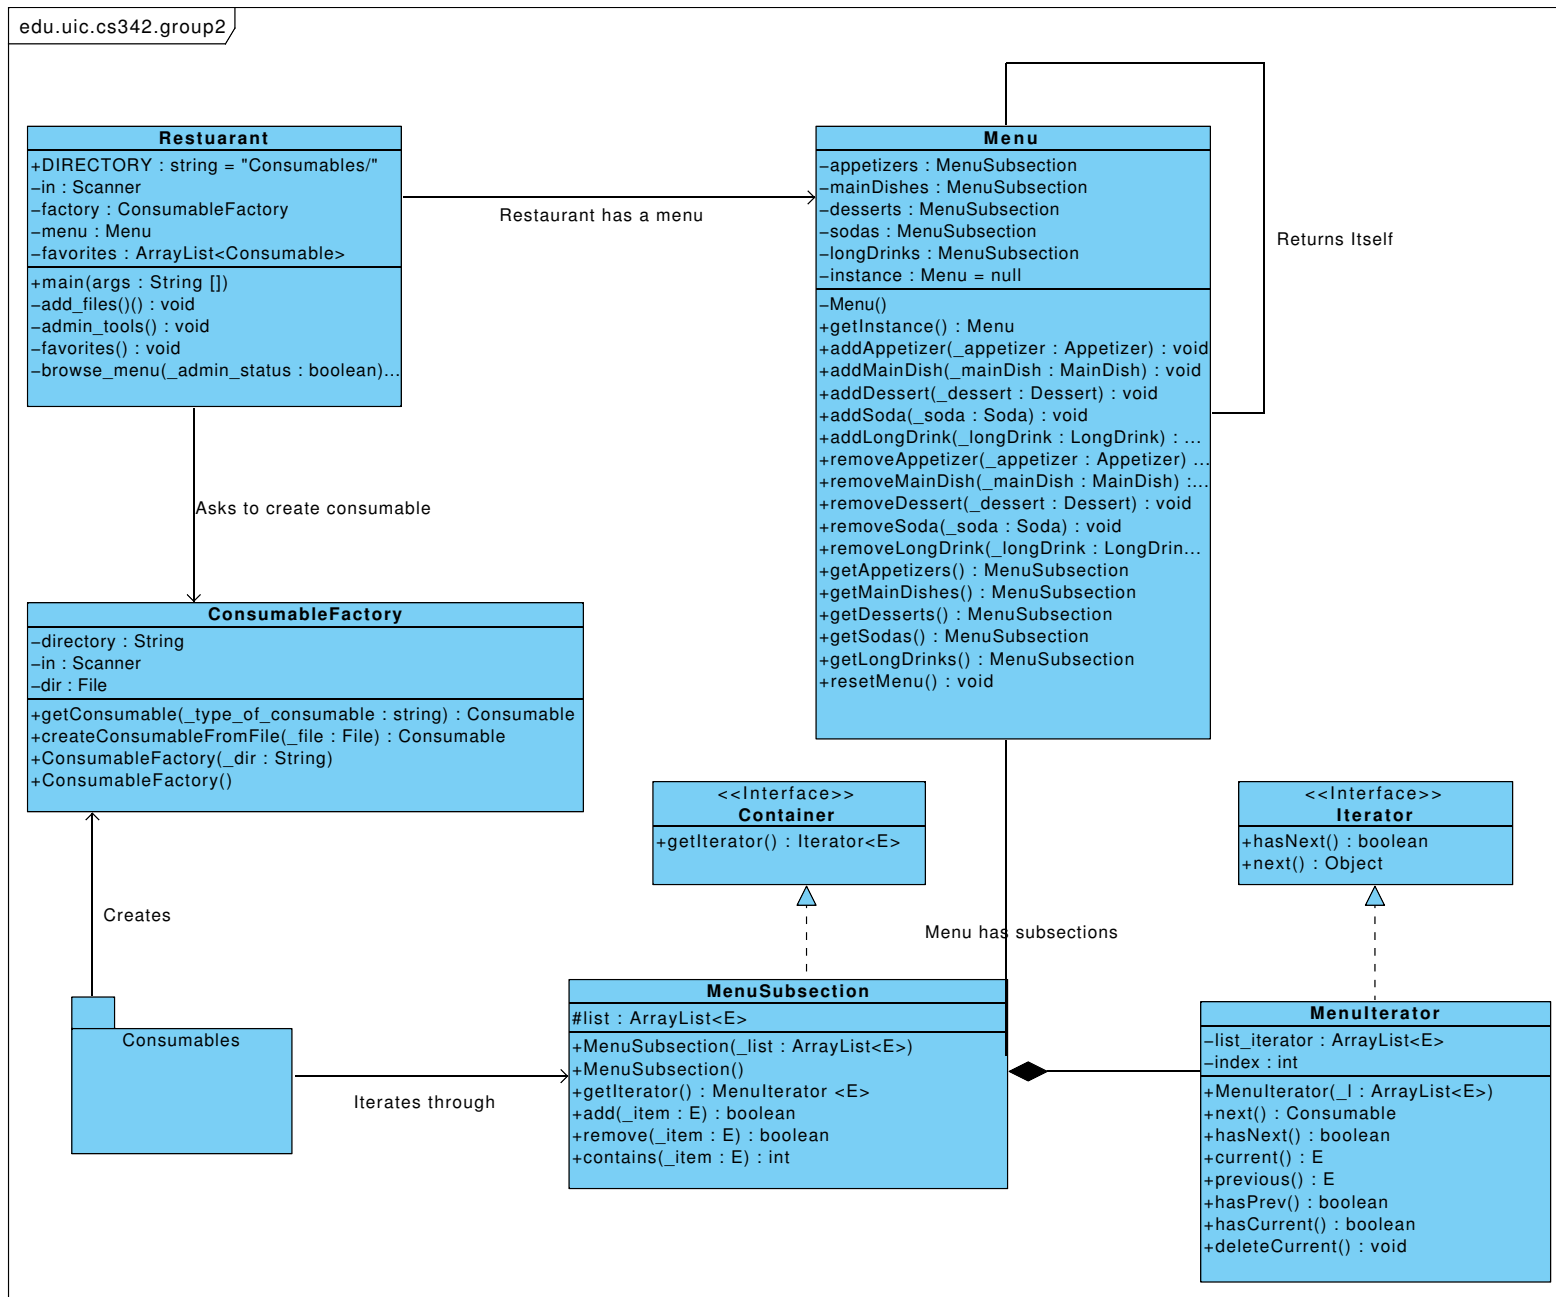 edu.uic.cs342.group2
Restuarant
+DIRECTORY : string = "Consumables/"
−in : Scanner
−factory : ConsumableFactory
−menu : Menu
−favorites : ArrayList<Consumable>
+main(args : String [])
−add_files()() : void
−admin_tools() : void
−favorites() : void
−browse_menu(_admin_status : boolean)...
Restaurant has a menu
Menu
−appetizers : MenuSubsection
−mainDishes : MenuSubsection
−desserts : MenuSubsection
−sodas : MenuSubsection
−longDrinks : MenuSubsection
−instance : Menu = null
−Menu()
+getInstance() : Menu
+addAppetizer(_appetizer : Appetizer) : void
+addMainDish(_mainDish : MainDish) : void
+addDessert(_dessert : Dessert) : void
+addSoda(_soda : Soda) : void
+addLongDrink(_longDrink : LongDrink) : ...
+removeAppetizer(_appetizer : Appetizer) ...
+removeMainDish(_mainDish : MainDish) :...
+removeDessert(_dessert : Dessert) : void
+removeSoda(_soda : Soda) : void
+removeLongDrink(_longDrink : LongDrin...
+getAppetizers() : MenuSubsection
+getMainDishes() : MenuSubsection
+getDesserts() : MenuSubsection
+getSodas() : MenuSubsection
+getLongDrinks() : MenuSubsection
+resetMenu() : void
Returns Itself
Asks to create consumable
ConsumableFactory
−directory : String
−in : Scanner
−dir : File
+getConsumable(_type_of_consumable : string) : Consumable
+createConsumableFromFile(_file : File) : Consumable
+ConsumableFactory(_dir : String)
+ConsumableFactory()
<<Interface>>
Container
+getIterator() : Iterator<E>
<<Interface>>
Iterator
+hasNext() : boolean
+next() : Object
Creates
Menu has subsections
Consumables
Iterates through
MenuSubsection
#list : ArrayList<E>
+MenuSubsection(_list : ArrayList<E>)
+MenuSubsection()
+getIterator() : MenuIterator <E>
+add(_item : E) : boolean
+remove(_item : E) : boolean
+contains(_item : E) : int
MenuIterator
−list_iterator : ArrayList<E>
−index : int
+MenuIterator(_l : ArrayList<E>)
+next() : Consumable
+hasNext() : boolean
+current() : E
+previous() : E
+hasPrev() : boolean
+hasCurrent() : boolean
+deleteCurrent() : void